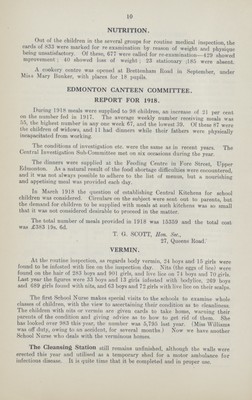 10
NUTRITION.
Out of the children in the several groups for routine medical inspection, the
cards of 833 were marked for re-examination by reason of weight and physique
being unsatisfactory. Of these, 677 were called for re-examination—429 showed
improvement; 40 showed loss of weight; 23 stationary; 185 were absent.
A cookery centre was opened at Brettenham Road in September, under
Miss Mary Bunker, with places for 18 pupils.
EDMONTON CANTEEN COMMITTEE.
REPORT FOR 1918.
During 1918 meals were supplied to 98 children, an increase of 21 per cent
on the number fed in 1917. The average weekly number receiving meals was
55, the highest number in any one week 67, and the lowest 35. Of these 67 were
the children of widows, and 11 had dinners while their fathers were physically
incapacitated from working.
The conditions of investigation etc. were the same as in recent years. The
Central Investigation Sub-Committee met on six occasions during the year.
The dinners were supplied at the Feeding Centre in Fore Street, Upper
Edmonton. As a natural result of the food shortage difficulties were encountered,
and it was not always possible to adhere to the list of menus, but a nourishing
and appetising meal was provided each day.
In March 1918 the question of establishing Central Kitchens for school
children was considered. Circulars on the subject were sent out to parents, but
the demand for children to be supplied with meals at such kitchens was so small
that it was not considered desirable to proceed in the matter.
The total number of meals provided in 1918 was 15359 and the total cost
was £383 19s. 6d.
T. G. SCOTT, Hon. Sec.,
27, Queens Road.
VERMIN.
At the routine inspection, as regards body vermin, 24 boys and 13 girls were
found to be infested with lice on the inspection day. Nits (the eggs of lice) were
found on the hair of 283 boys and 801 girls, and live lice on 74 boys and 70 girls.
Last year the figures were 33 boys and 13 girls infested with bodylice, 269 boys
and 689 girls found with nits, and 63 boys and 72 girls with live lice on their scalps.
The first School Nurse makes special visits to the schools to examine whole
classes of children, with the view to ascertaining their condition as to cleanliness.
The children with nits or vermin are given cards to take home, warning their
parents of the condition and giving advice as to how to get rid of them. She
has looked over 983 this year, the number was 5,793 last year. (Miss Williams
was off duty, owing to an accident, for several months.) Now we have another
School Nurse who deals with the verminous homes.
The Cleansing Station still remains unfinished, although the walls were
erected this year and utilised as a temporary shed for a motor ambulance for
infectious disease. It is quite time that it be completed and in proper use.